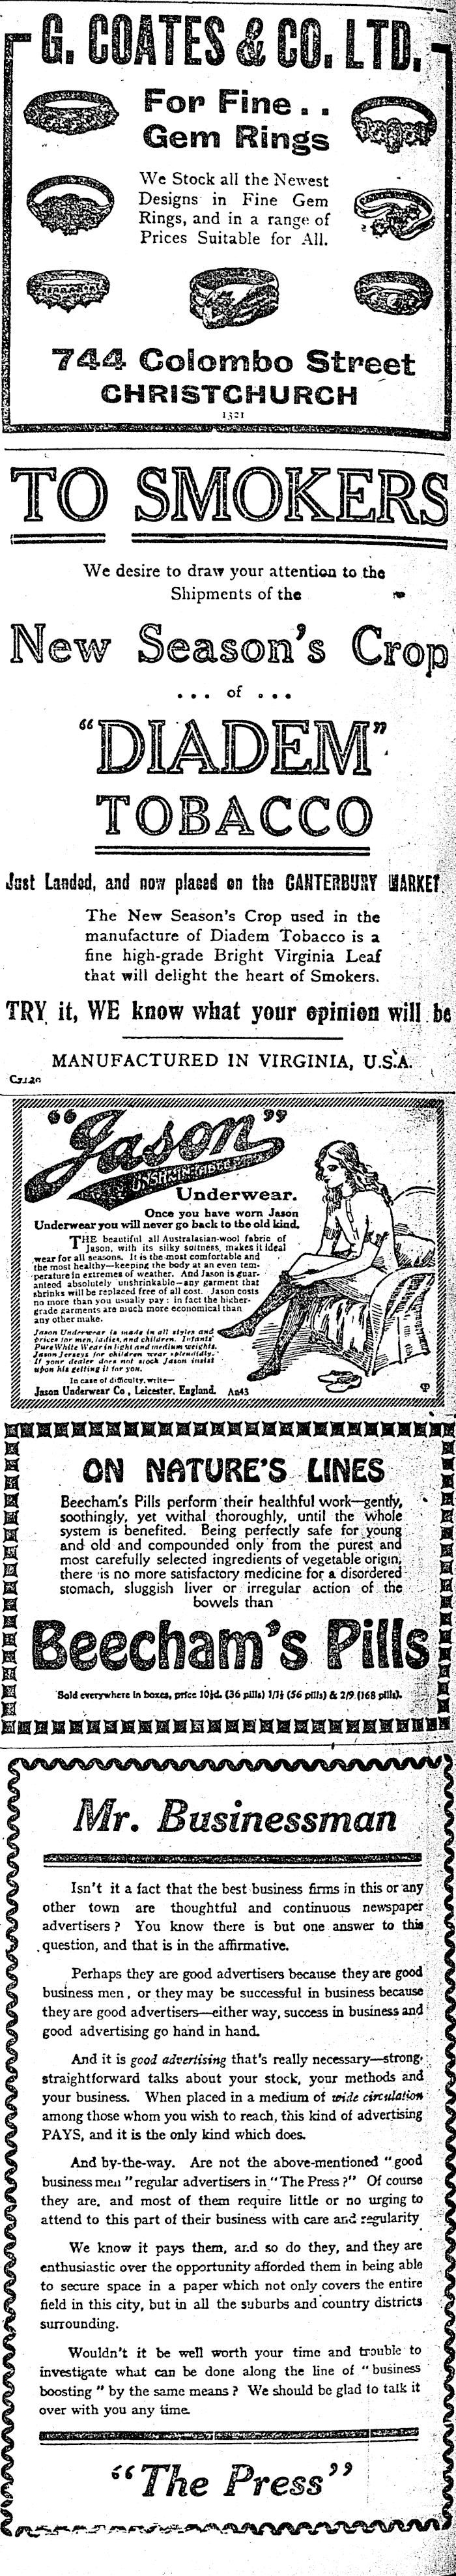 G. COATES & CO. LTD.
For Fine . .
Gem Rings
We Stock all the Newest
Designs in Fine Gem
Rings, and in a range of
Prices Suitable for All.
744 Colombo Street
CHRISTCHURCH
1321
TO SMOKERS
We desire to draw your attention to the
Shipments of the
New Season's Crop
... of ...
"DIADEM"
TOBACCO
Just Landed, and now placed on the CANTERBURY MARKET
The New Season's Crop used in the
manufacture of Diadem Tobacco is a
fine high-grade Bright Virginia Leaf
that will delight the heart of Smokers.
TRY it, WE know what your opinion will be
MANUFACTURED IN VIRGINIA, U.S.A.
"Jason"
UNSHRINKABLE
Underwear.
Once you have worn Jason
Underwear you will never go back to the old kind.
THE beautiful all Australasian-wool fabric of
Jason, with its silky softness, makes it ideal
wear for all seasons. It is the most comfortable and
the most healthy—keeping the body at an even tem-
perature in extremes of weather. And Jason is guar-
anteed absolutely unshrinkable—any garment that
shrinks will be replaced free of all cost. Jason costs
no more than you usually pay: in fact the higher-
grade garments are much more economical than
any other make.
Jason Underwear is made in all styles and
prices for men, ladies, and children. Infants'
Pure White Wear in light and medium weights.
Jason Jerseys for children wear splendidly.
If your dealer does not stock Jason insist
upon his getting it for you.
In case of difficulty, write—
Jason Underwear Co., Leicester, England. An43
ON NATURE'S LINES
Beecham's Pills perform their healthful work—gently,
soothingly, yet withal thoroughly, until the whole
system is benefited. Being perfectly safe for young
and old and compounded only from the purest and
most carefully selected ingredients of vegetable origin,
there is no more satisfactory medicine for a disordered
stomach, sluggish liver or irregular action of the
bowels than
Beecham's Pills
Sold everywhere in boxes, price 10½d. (36 pills) 1/1½ (56 pills) & 2/9 (168 pills).
Mr. Businessman
Isn't it a fact that the best business firms in this or any
other town are thoughtful and continuous newspaper
advertisers? You know there is but one answer to this
question, and that is in the affirmative.
Perhaps they are good advertisers because they are good
business men, or they may be successful in business because
they are good advertisers—either way, success in business and
good advertising go hand in hand.
And it is good advertising that's really necessary—strong,
straightforward talks about your stock, your methods and
your business. When placed in a medium of wide circulation
among those whom you wish to reach, this kind of advertising
PAYS, and it is the only kind which does.
And by-the-way. Are not the above-mentioned "good
business men" regular advertisers in "The Press?" Of course
they are, and most of them require little or no urging to
attend to this part of their business with care and regularity
We know it pays them, and so do they, and they are
enthusiastic over the opportunity afforded them in being able
to secure space in a paper which not only covers the entire
field in this city, but in all the suburbs and country districts
surrounding.
Wouldn't it be well worth your time and trouble to
investigate what can be done along the line of "business
boosting" by the same means? We should be glad to talk it
over with you any time.
"The Press"